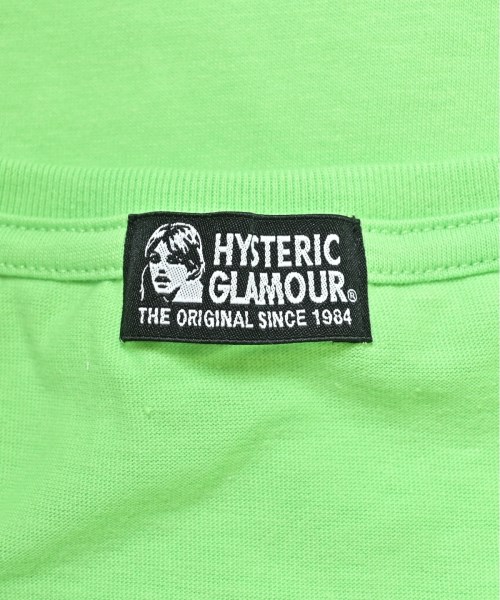 HYSTERIC
GLAMOUR®
THE ORIGINAL SINCE 1984